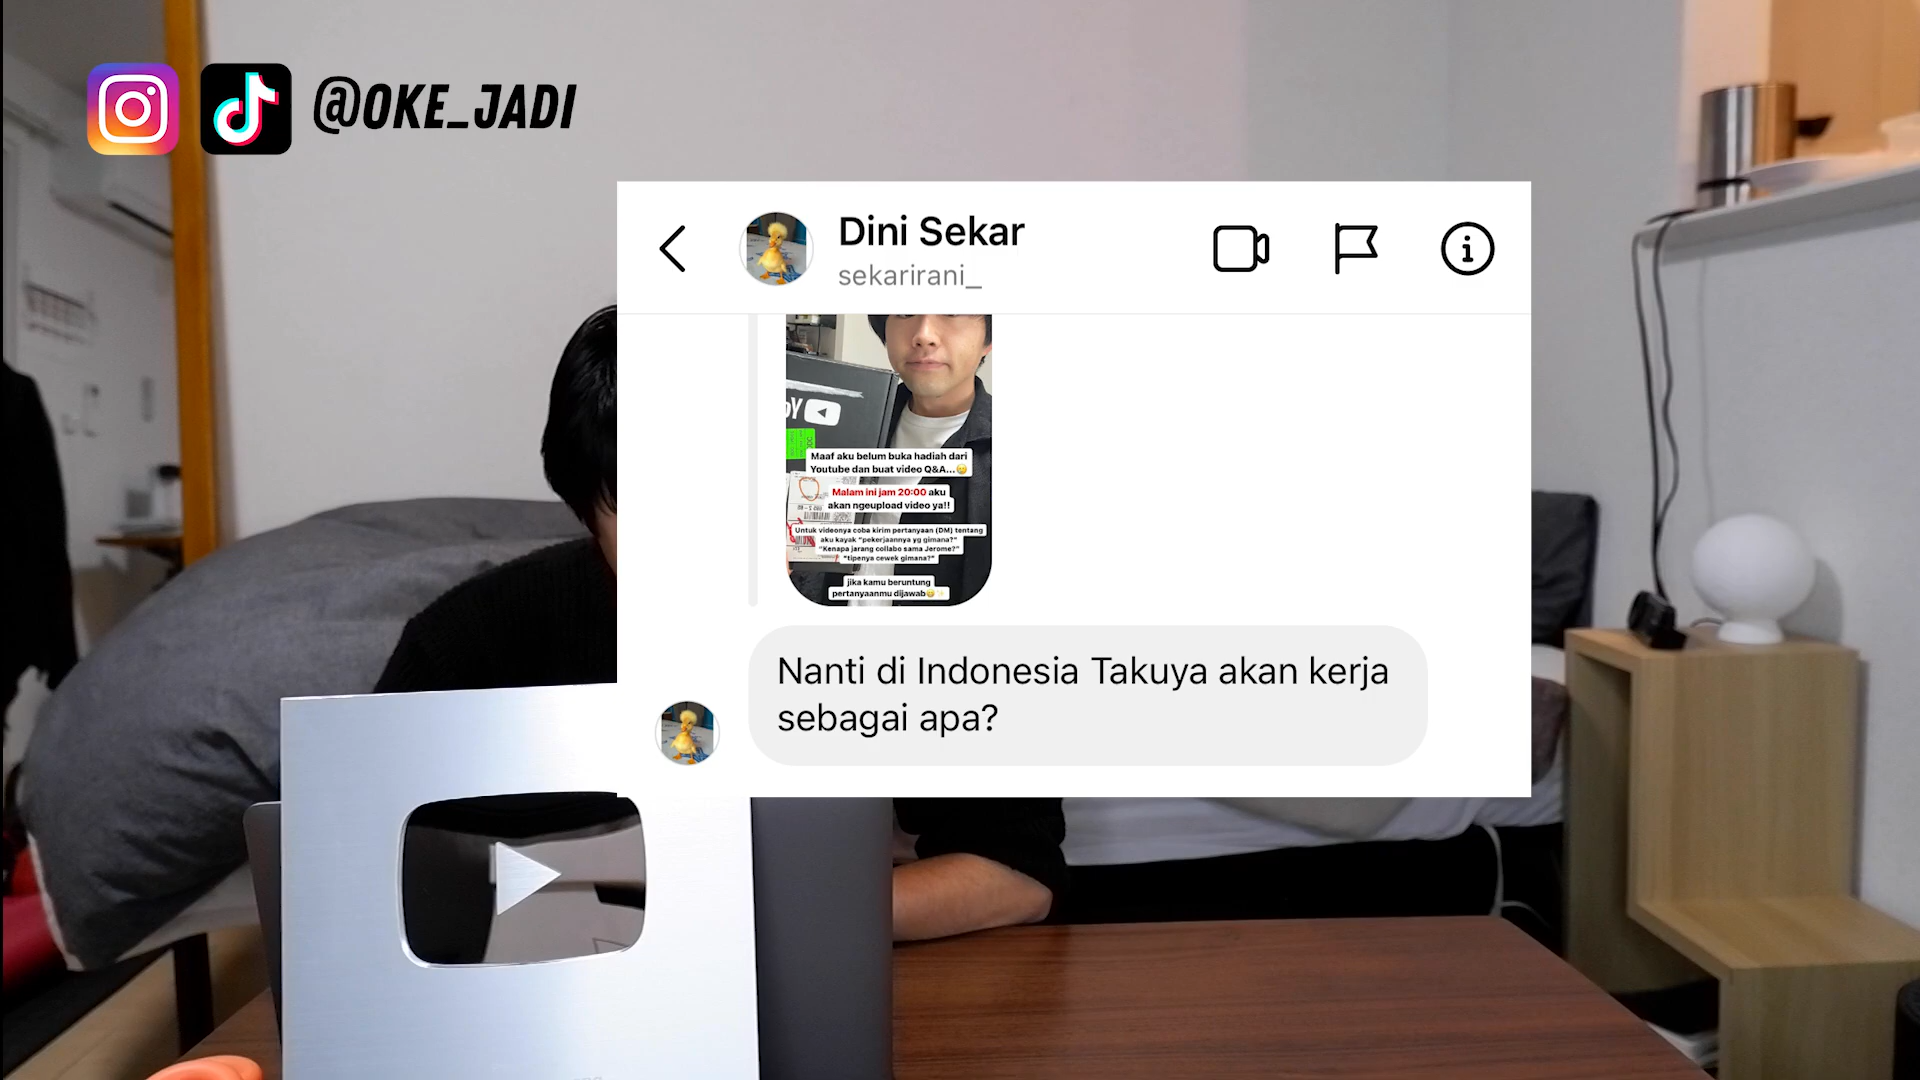 @OKE_JADI
Dini Sekar
sekarirani_
Maaf aku belum buka hadiah dari
Youtube dan buat video Q&A...
Malam ini jam 20:00 aku
akan ngeupload video ya!!
Untuk videonya coba kirim pertanyaan (DM) tentang
aku kayak "pekerjaannya yg gimana?"
"Kenapa jarang collabo sama Jerome?"
"tipenya cewek gimana?"
jika kamu beruntung
pertanyaanmu dijawab
Nanti di Indonesia Takuya akan kerja
sebagai apa?